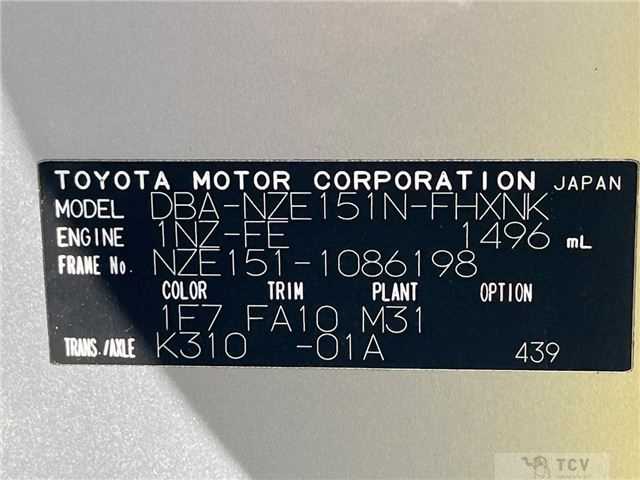 TOYOTA MOTOR CORPORATION JAPAN
MODEL DBA-NZE151N-FHXNK
ENGINE 1NZ-FE 1496 mL
FRAME No. NZE151-1086198
COLOR TRIM PLANT OPTION
1E7 FA10 M31
TRANS./AXLE K310 -01A 439
TCV